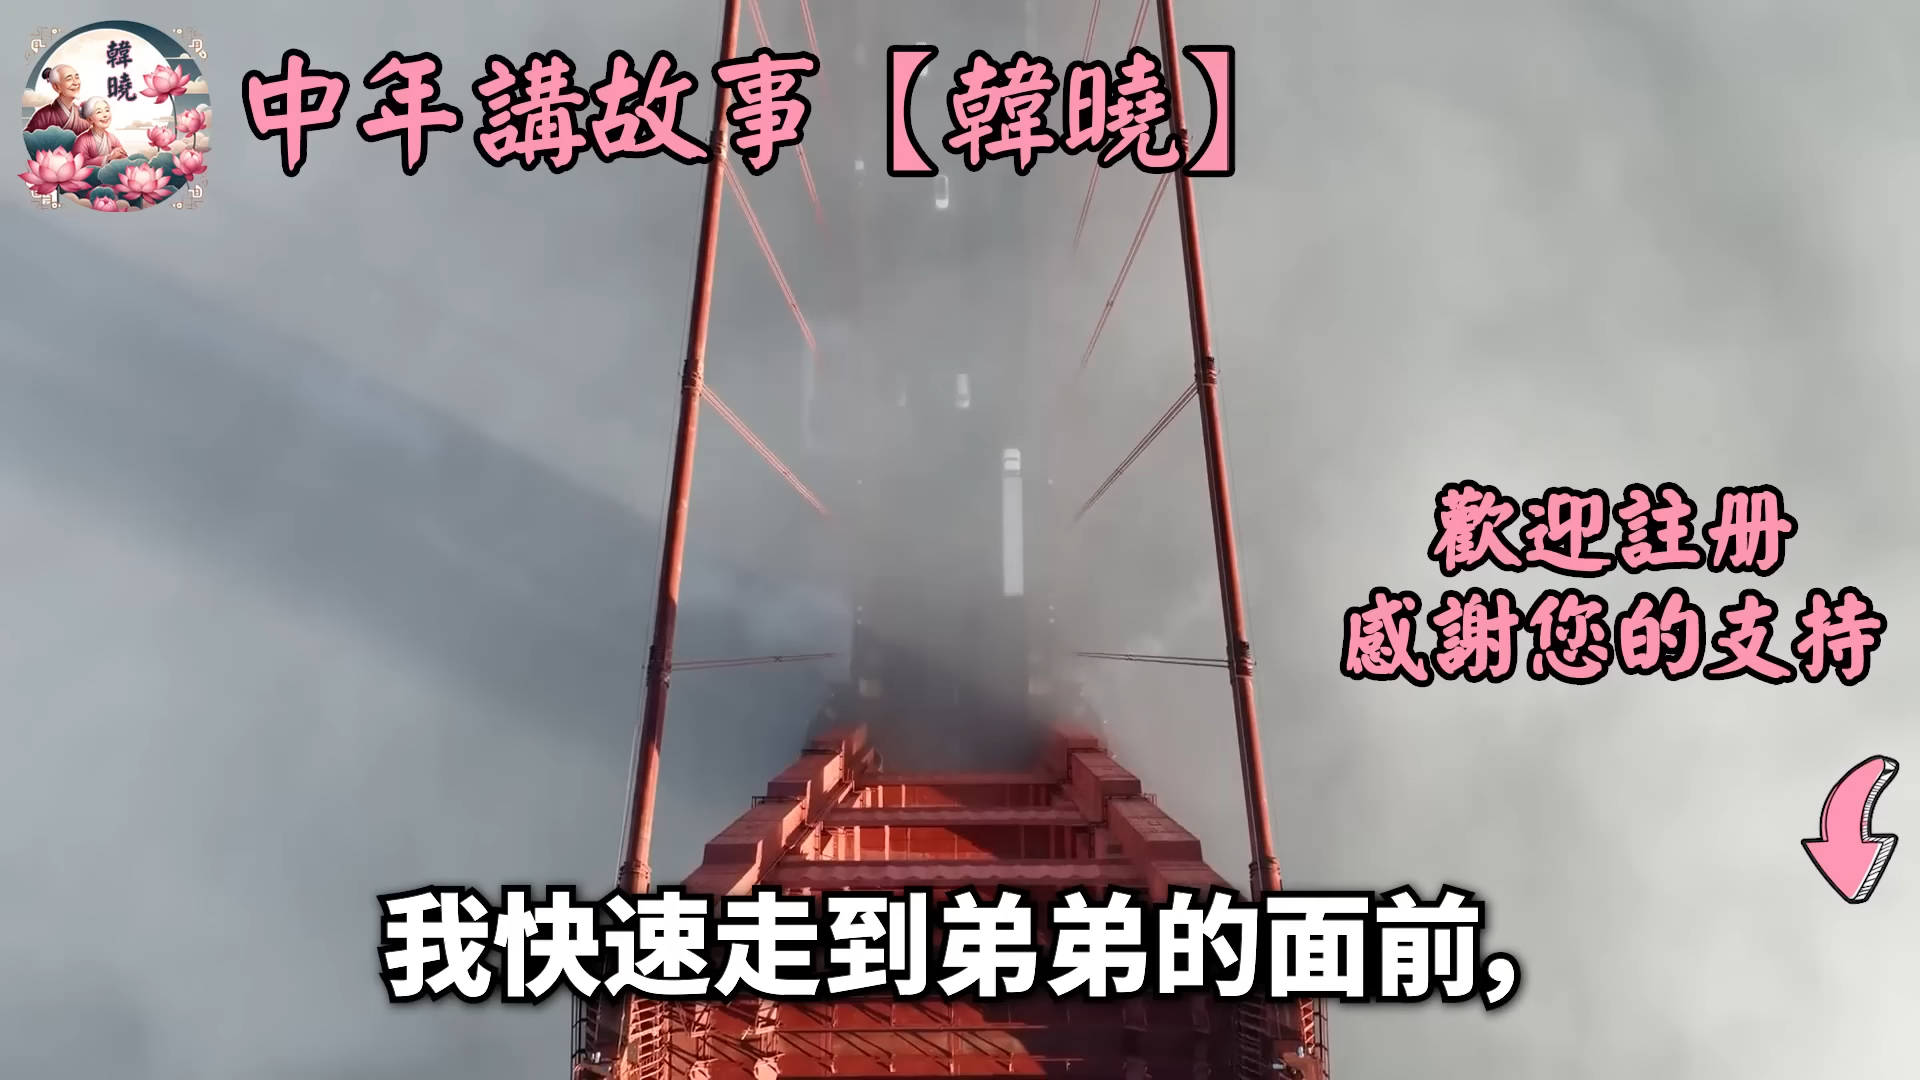 韓
曉
中年講故事【韓曉】
歡迎註册
感謝您的支持
我快速走到弟弟的面前,